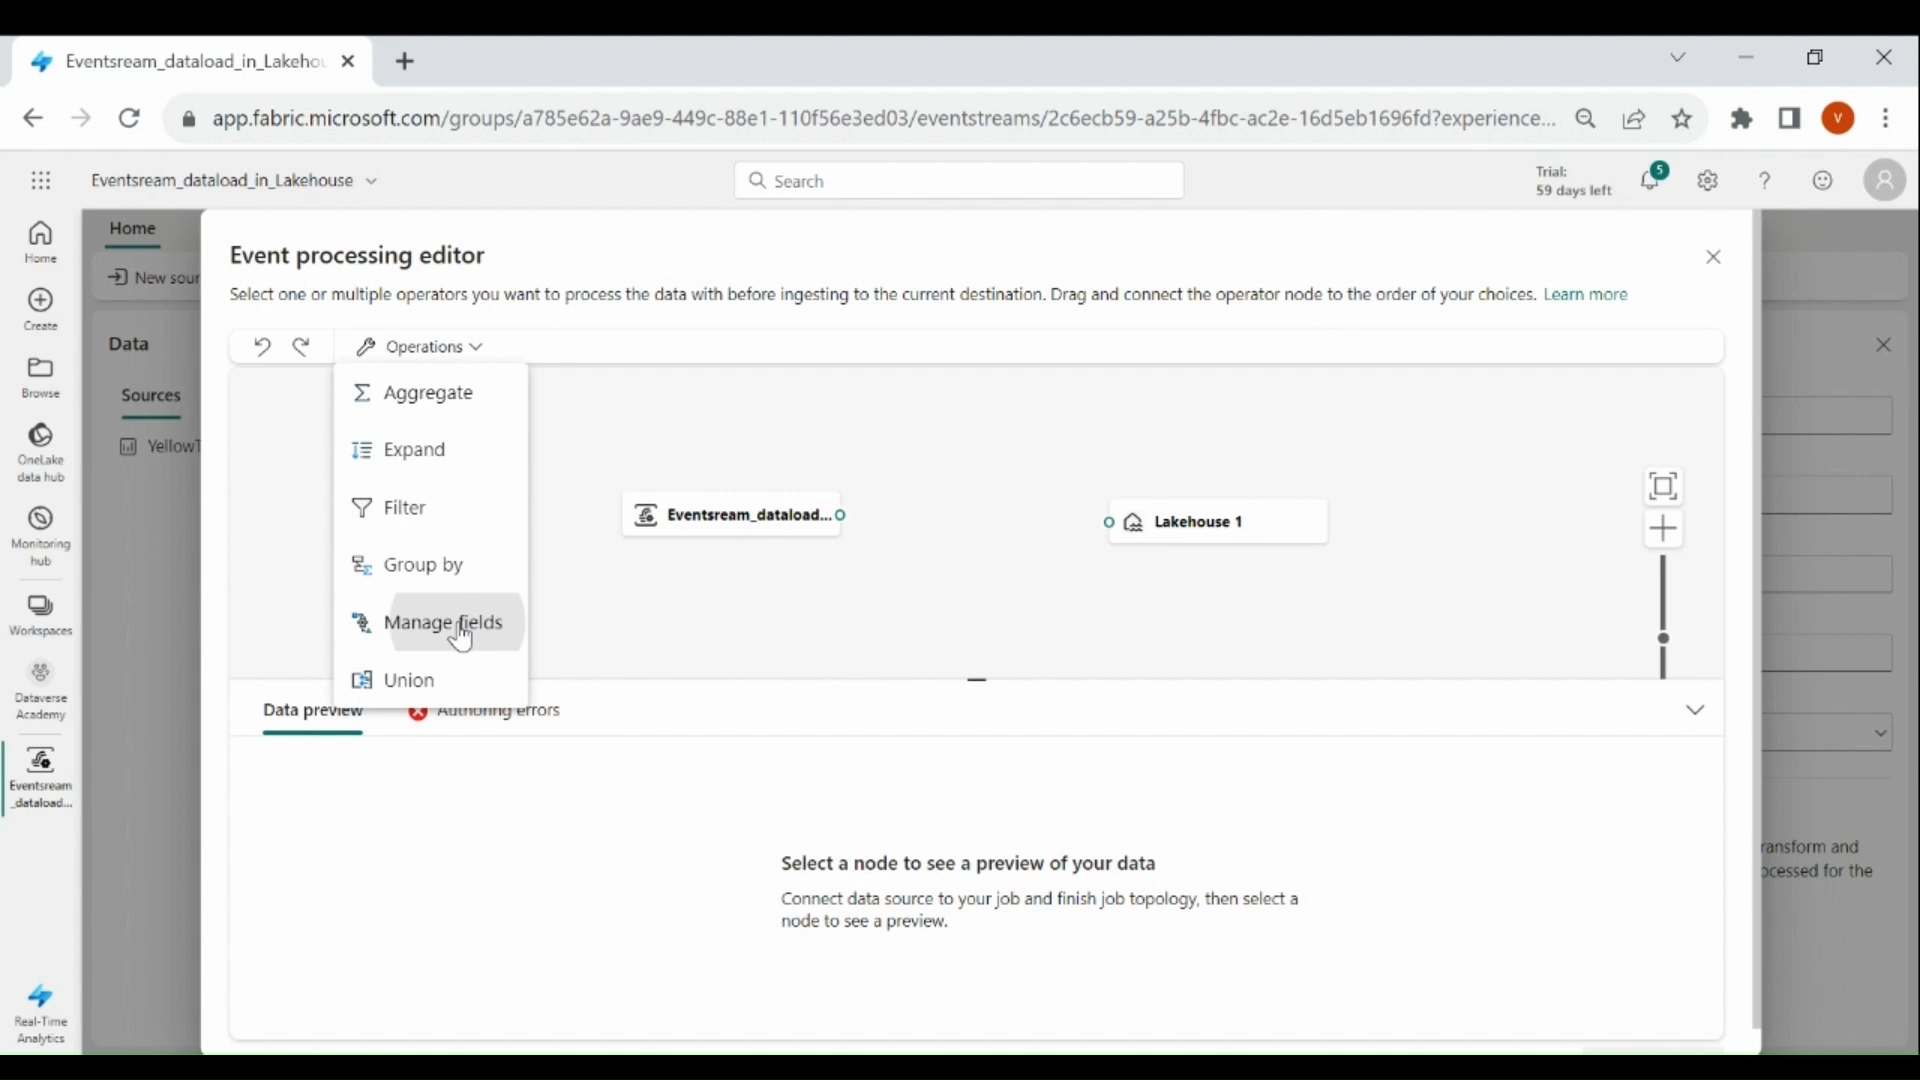 Eventsream_dataload_in_Lakehou
app.fabric.microsoft.com/groups/a785e62a-9ae9-449c-88e1-110f56e3ed03/eventstreams/2c6ecb59-a25b-4fbc-ac2e-16d5eb1696fd?experience...
V
Eventsream_dataload_in_Lakehouse
Search
Trial:
59 days left
5
Home
Create
Browse
OneLake
data hub
Monitoring
hub
Workspaces
Dataverse
Academy
Eventsream
_dataload...
Real-Time
Analytics
Home
New sour
Data
Sources
YellowT
Event processing editor
Select one or multiple operators you want to process the data with before ingesting to the current destination. Drag and connect the operator node to the order of your choices. Learn more
Operations
Aggregate
Expand
Filter
Group by
Manage fields
Union
Eventsream_dataload...
Lakehouse 1
Data preview
Authoring errors
Select a node to see a preview of your data
Connect data source to your job and finish job topology, then select a
node to see a preview.
ransform and
ocessed for the